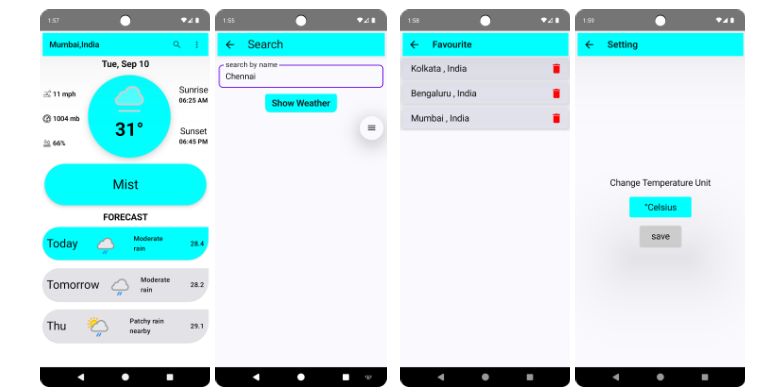 1:57
Mumbai,India
Tue, Sep 10
11 mph
1004 mb
66%
31°
Sunrise
06:25 AM
Sunset
06:45 PM
Mist
FORECAST
Today
Moderate
rain
28.4
Tomorrow
Moderate
rain
28.2
Thu
Patchy rain
nearby
29.1
1:55
Search
search by name
Chennai
Show Weather
1:58
Favourite
Kolkata , India
Bengaluru , India
Mumbai , India
1:59
Setting
Change Temperature Unit
°Celsius
save